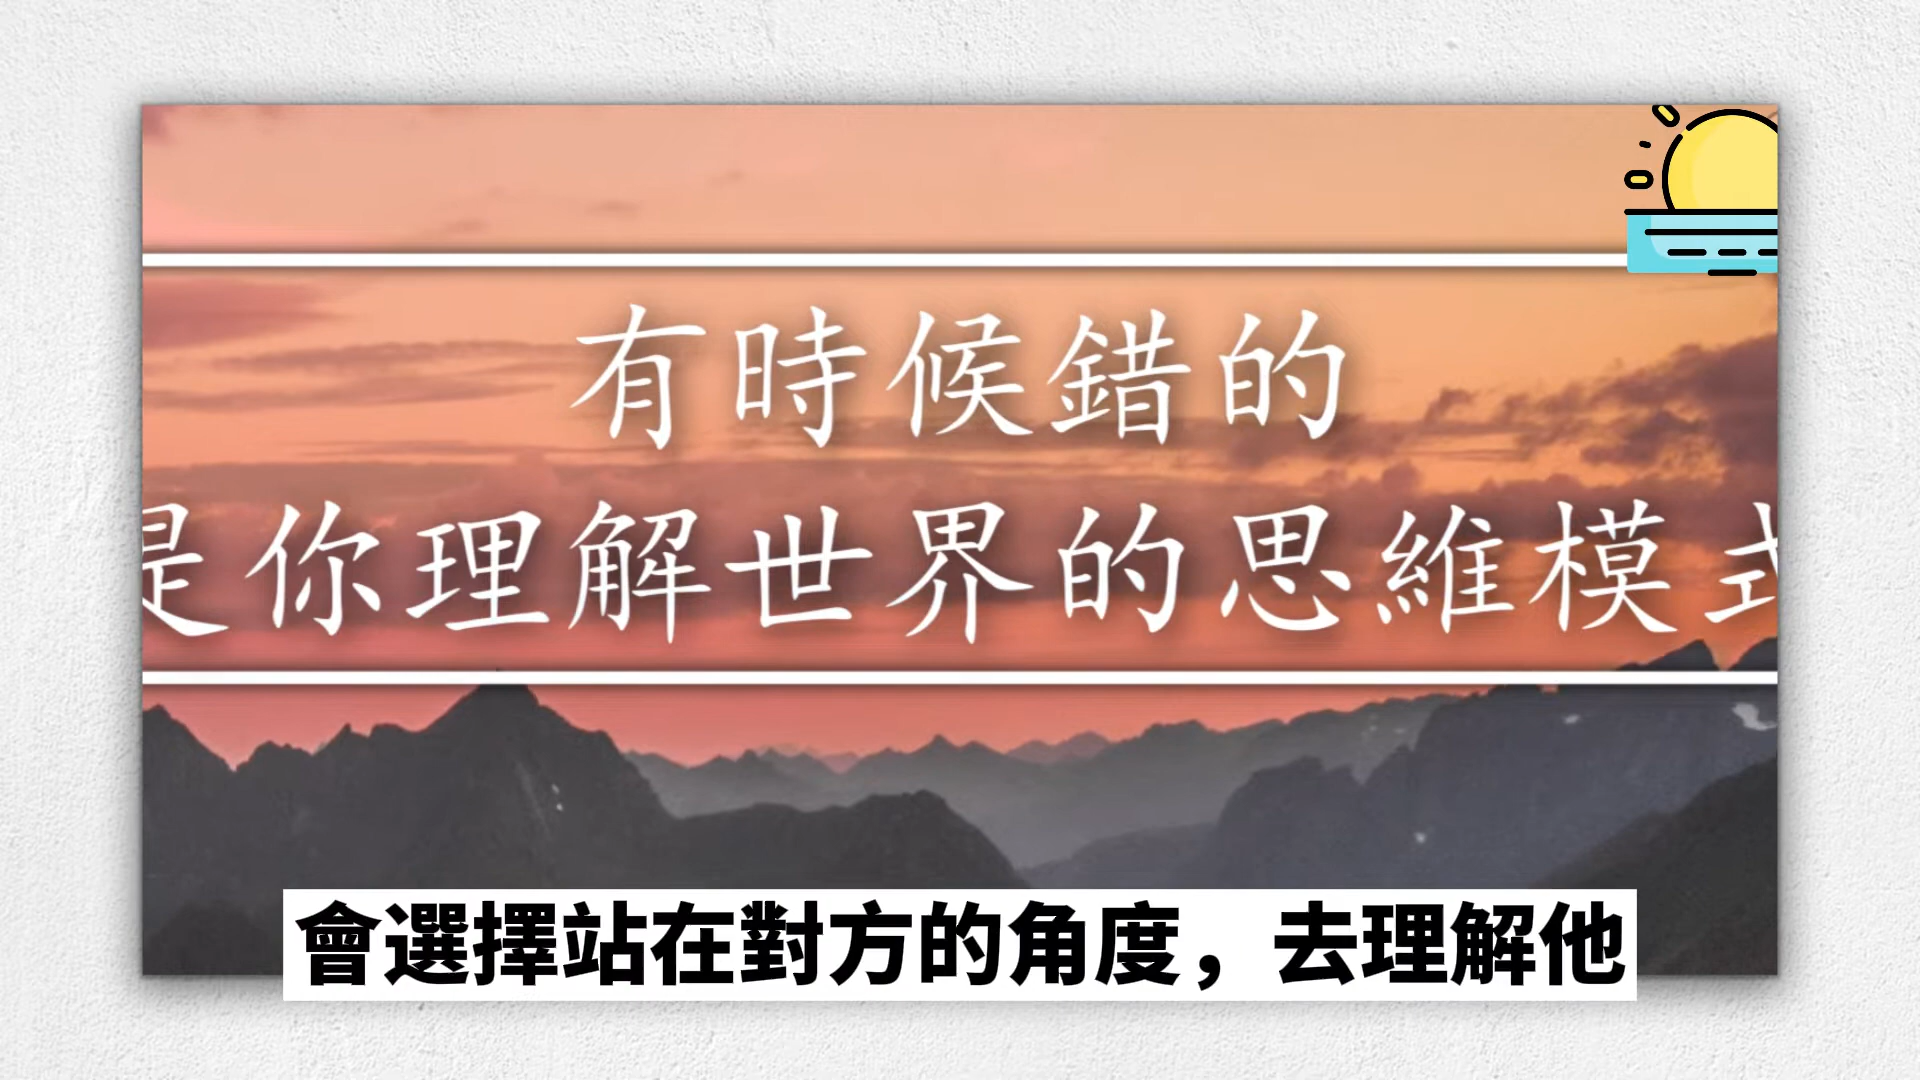 有時候錯的
是你理解世界的思維模式
會選擇站在對方的角度，去理解他